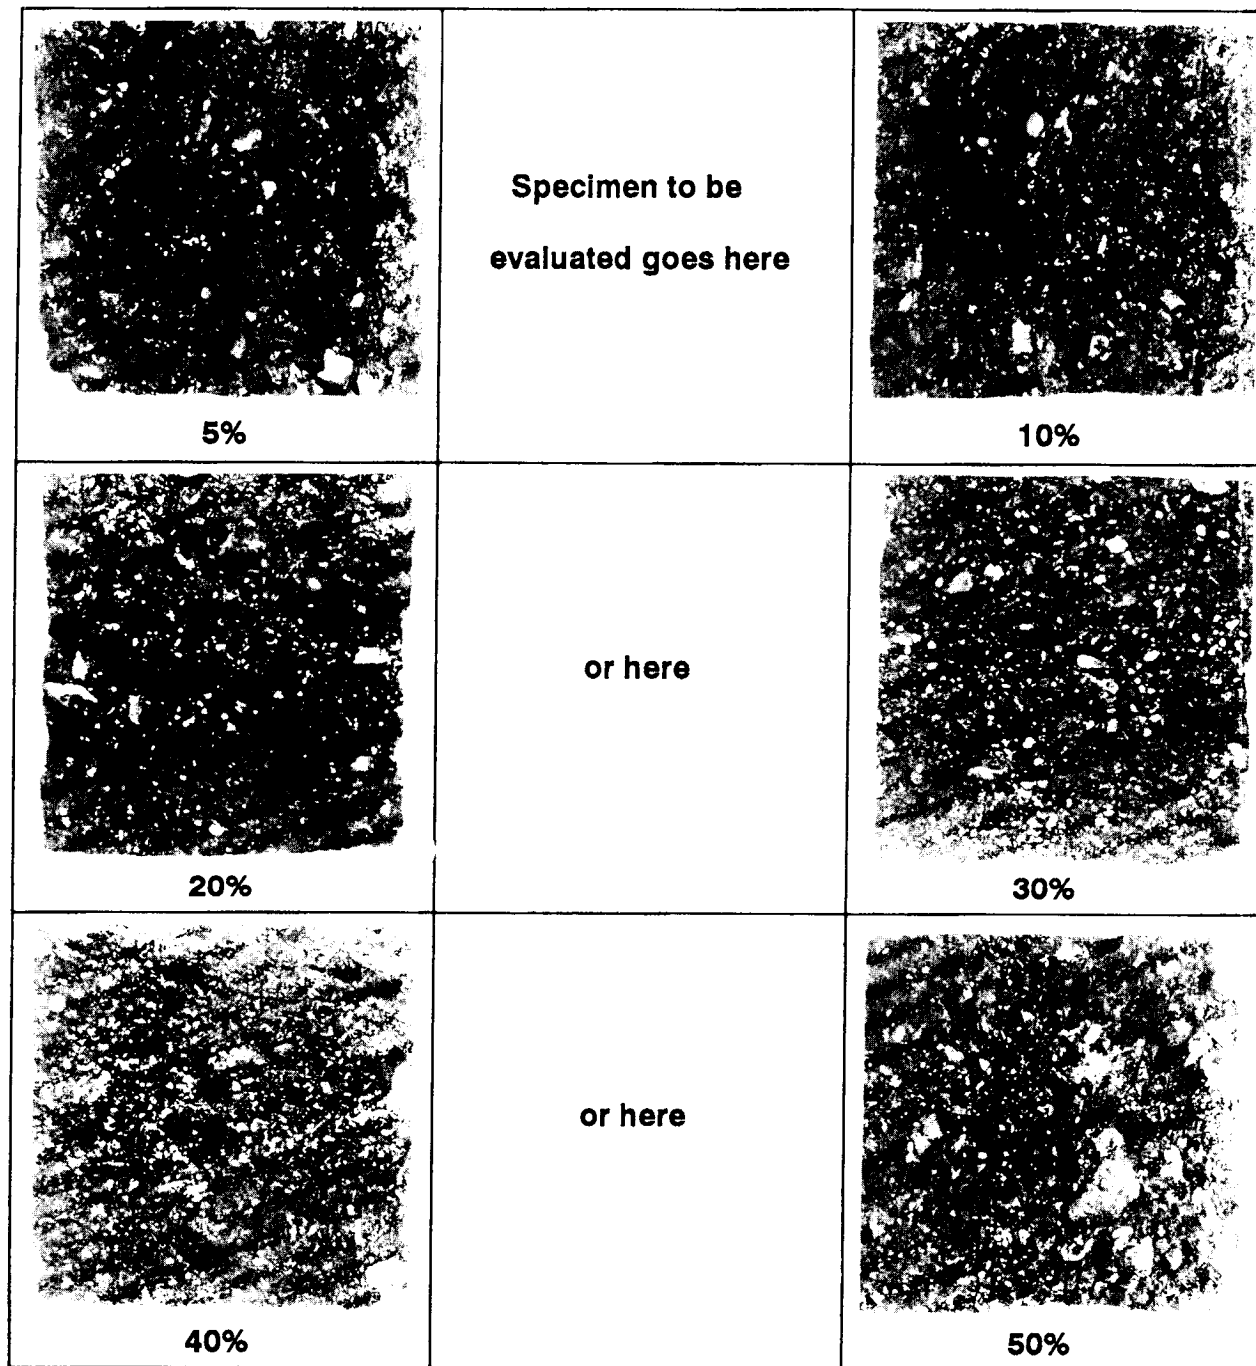 Specimen to be
evaluated goes here
5%
10%
or here
20%
30%
or here
40%
50%